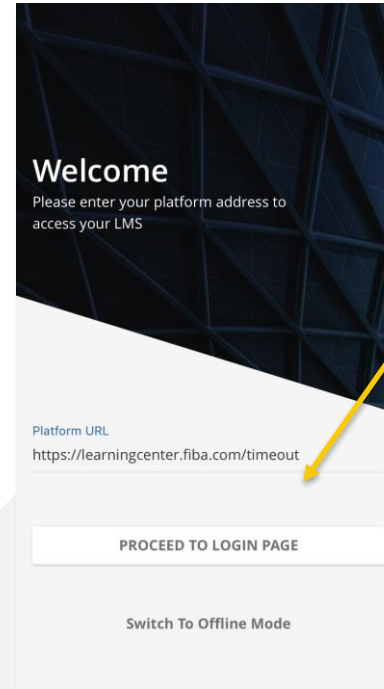 Welcome
Please enter your platform address to
access your LMS
Platform URL
https://learningcenter.fiba.com/timeout
PROCEED TO LOGIN PAGE
Switch To Offline Mode